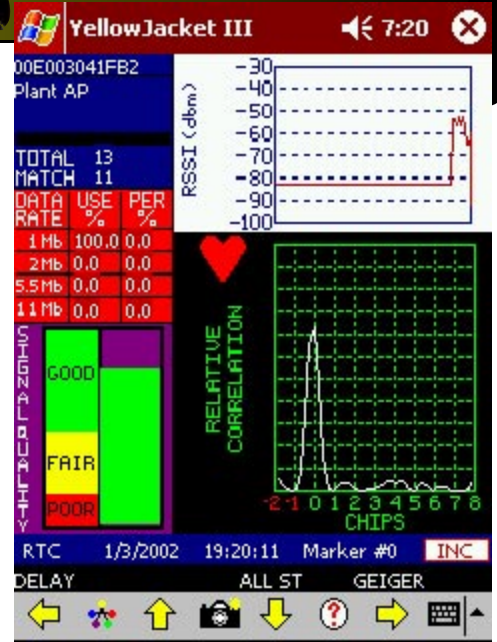 YellowJacket III 7:20
00E003041FB2
Plant AP
TOTAL 13
MATCH 11
DATA RATE USE % PER %
1 Mb 100.0 0.0
2Mb 0.0 0.0
5.5Mb 0.0 0.0
11Mb 0.0 0.0
SIGNAL QUALITY
GOOD
FAIR
POOR
RSSI (dbm)
-30
-40
-50
-60
-70
-80
-90
-100
RELATIVE CORRELATION
-2 -1 0 1 2 3 4 5 6 7 8
CHIPS
RTC 1/3/2002 19:20:11 Marker #0 INC
DELAY ALL ST GEIGER
?